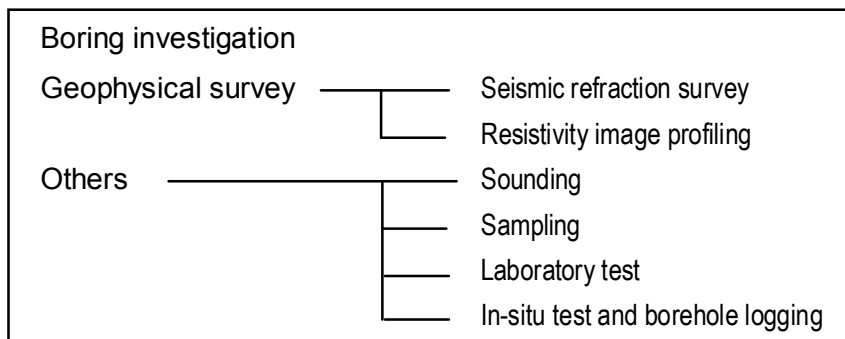 Boring investigation
Geophysical survey Seismic refraction survey
Resistivity image profiling
Others Sounding
Sampling
Laboratory test
In-situ test and borehole logging